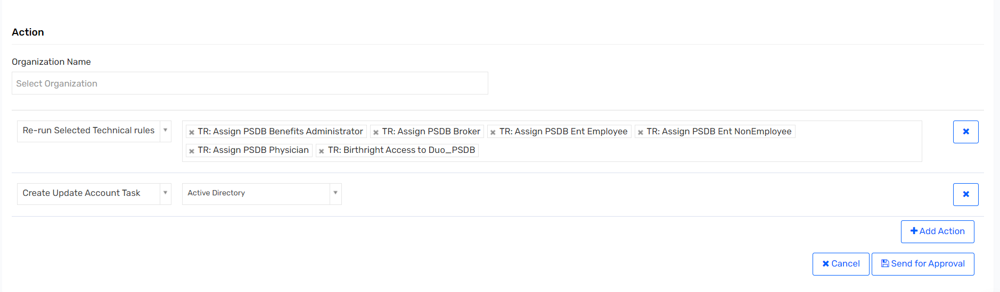 Action
Organization Name
Select Organization
Re-run Selected Technical rules
TR: Assign PSDB Benefits Administrator TR: Assign PSDB Broker TR: Assign PSDB Ent Employee TR: Assign PSDB Ent NonEmployee
TR: Assign PSDB Physician TR: Birthright Access to Duo_PSDB
Create Update Account Task Active Directory
Add Action
Cancel Send for Approval